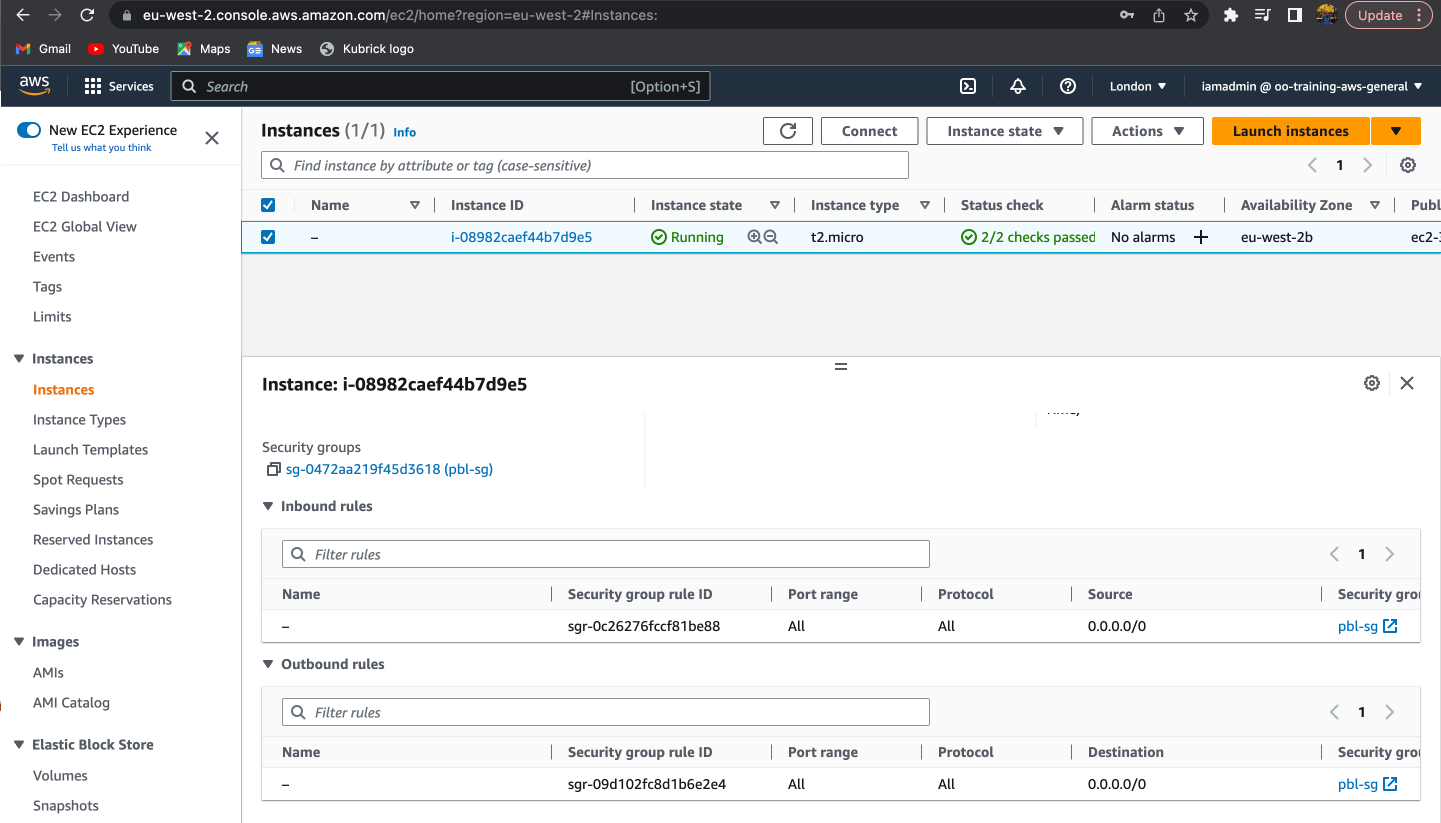 eu-west-2.console.aws.amazon.com/ec2/home?region=eu-west-2#Instances:
Update
Gmail
YouTube
Maps
News
Kubrick logo
aws
Services
Search
[Option+S]
London
iamadmin @ oo-training-aws-general
New EC2 Experience
Tell us what you think
EC2 Dashboard
EC2 Global View
Events
Tags
Limits
Instances
Instances
Instance Types
Launch Templates
Spot Requests
Savings Plans
Reserved Instances
Dedicated Hosts
Capacity Reservations
Images
AMIs
AMI Catalog
Elastic Block Store
Volumes
Snapshots
Instances (1/1) Info
Connect
Instance state
Actions
Launch instances
Find instance by attribute or tag (case-sensitive)
1
Name Instance ID Instance state Instance type Status check Alarm status Availability Zone Publ
– i-08982caef44b7d9e5 Running t2.micro 2/2 checks passed No alarms + eu-west-2b ec2-3
Instance: i-08982caef44b7d9e5
Security groups
sg-0472aa219f45d3618 (pbl-sg)
Inbound rules
Filter rules
1
Name Security group rule ID Port range Protocol Source Security grou
– sgr-0c26276fccf81be88 All All 0.0.0.0/0 pbl-sg
Outbound rules
Filter rules
1
Name Security group rule ID Port range Protocol Destination Security grou
– sgr-09d102fc8d1b6e2e4 All All 0.0.0.0/0 pbl-sg